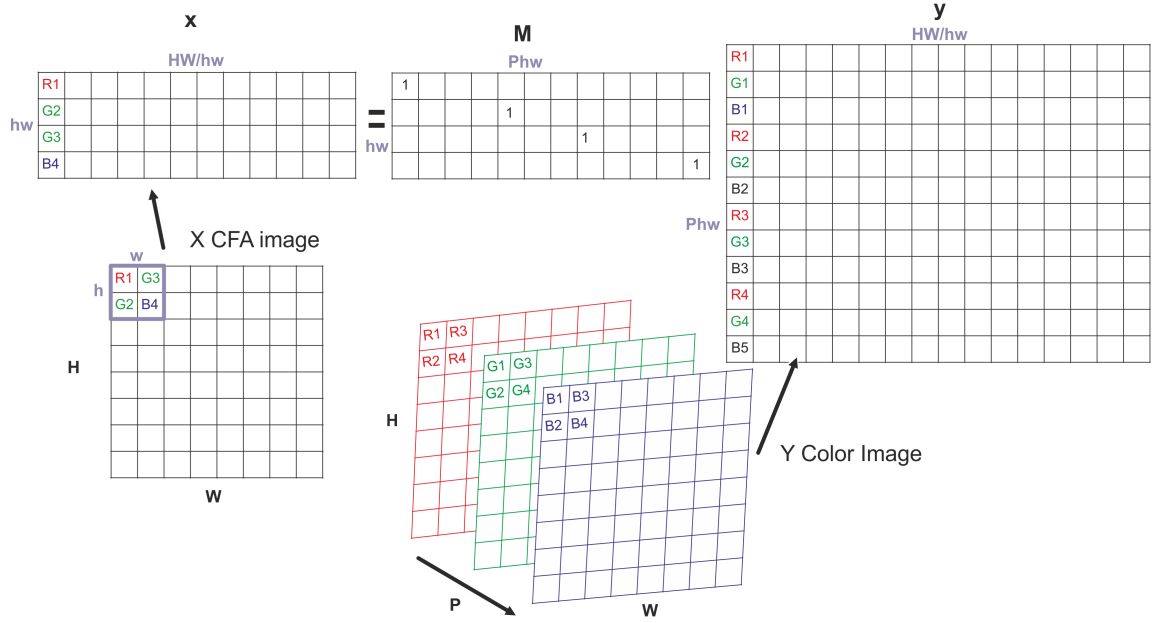 x
HW/hw
hw
R1
G2
G3
B4
=
M
Phw
hw
1
1
1
1
y
HW/hw
Phw
R1
G1
B1
R2
G2
B2
R3
G3
B3
R4
G4
B5
X CFA image
w
h
R1 G3
G2 B4
H
W
R1 R3
R2 R4
G1 G3
G2 G4
B1 B3
B2 B4
H
P
W
Y Color Image